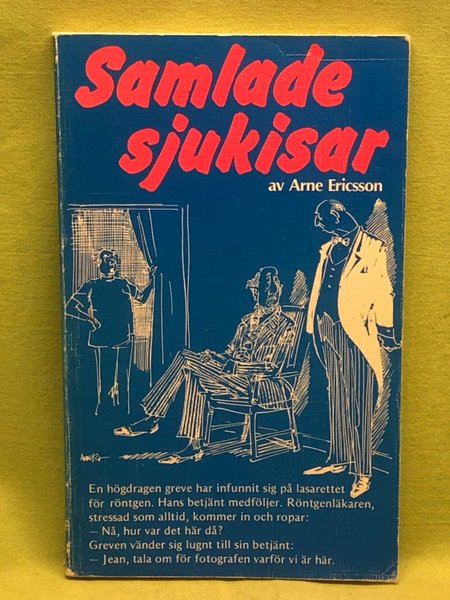 Samlade
sjukisar
av Arne Ericsson
En högdragen greve har infunnit sig på lasarettet
för röntgen. Hans betjänt medföljer. Röntgenläkaren,
stressad som alltid, kommer in och ropar:
— Nå, hur var det här då?
Greven vänder sig lugnt till sin betjänt:
— Jean, tala om för fotografen varför vi är här.